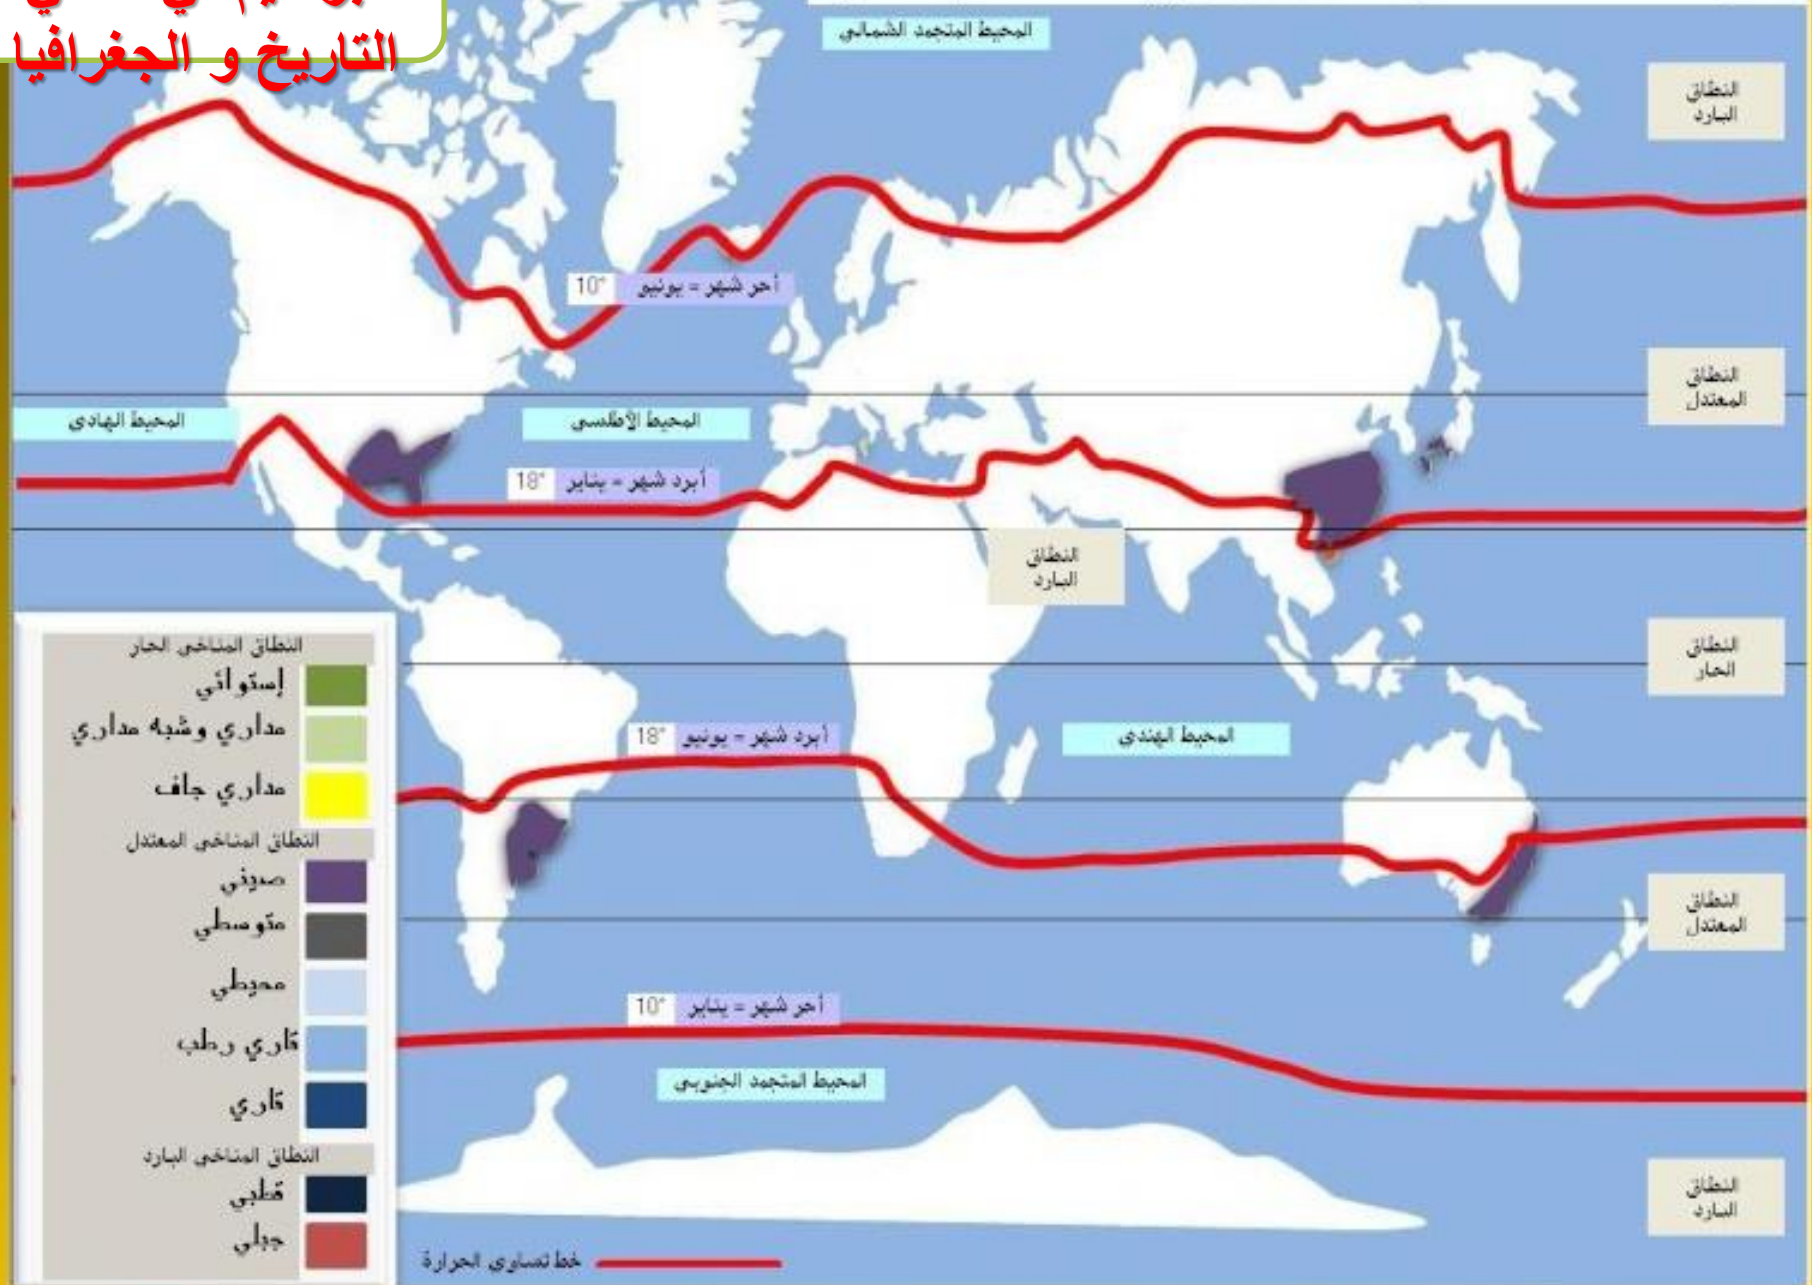 التاريخ و الجغرافيا
المحيط المتجمد الشمالي
النطاق
البارد
10° أحر شهر = يونيو
النطاق
المعتدل
المحيط الهادي
المحيط الأطلسي
18° أبرد شهر = يناير
النطاق
البارد
النطاق
الحار
18° أبرد شهر = يونيو
المحيط الهندي
النطاق
المعتدل
10° أحر شهر = يناير
المحيط المتجمد الجنوبي
النطاق
البارد
النطاق المناخي الحار
إستوائي
مداري وشبه مداري
مداري جاف
النطاق المناخي المعتدل
صيني
متوسطي
محيطي
قاري رطب
قاري
النطاق المناخي البارد
قطبي
جبلي
خط تساوي الحرارة